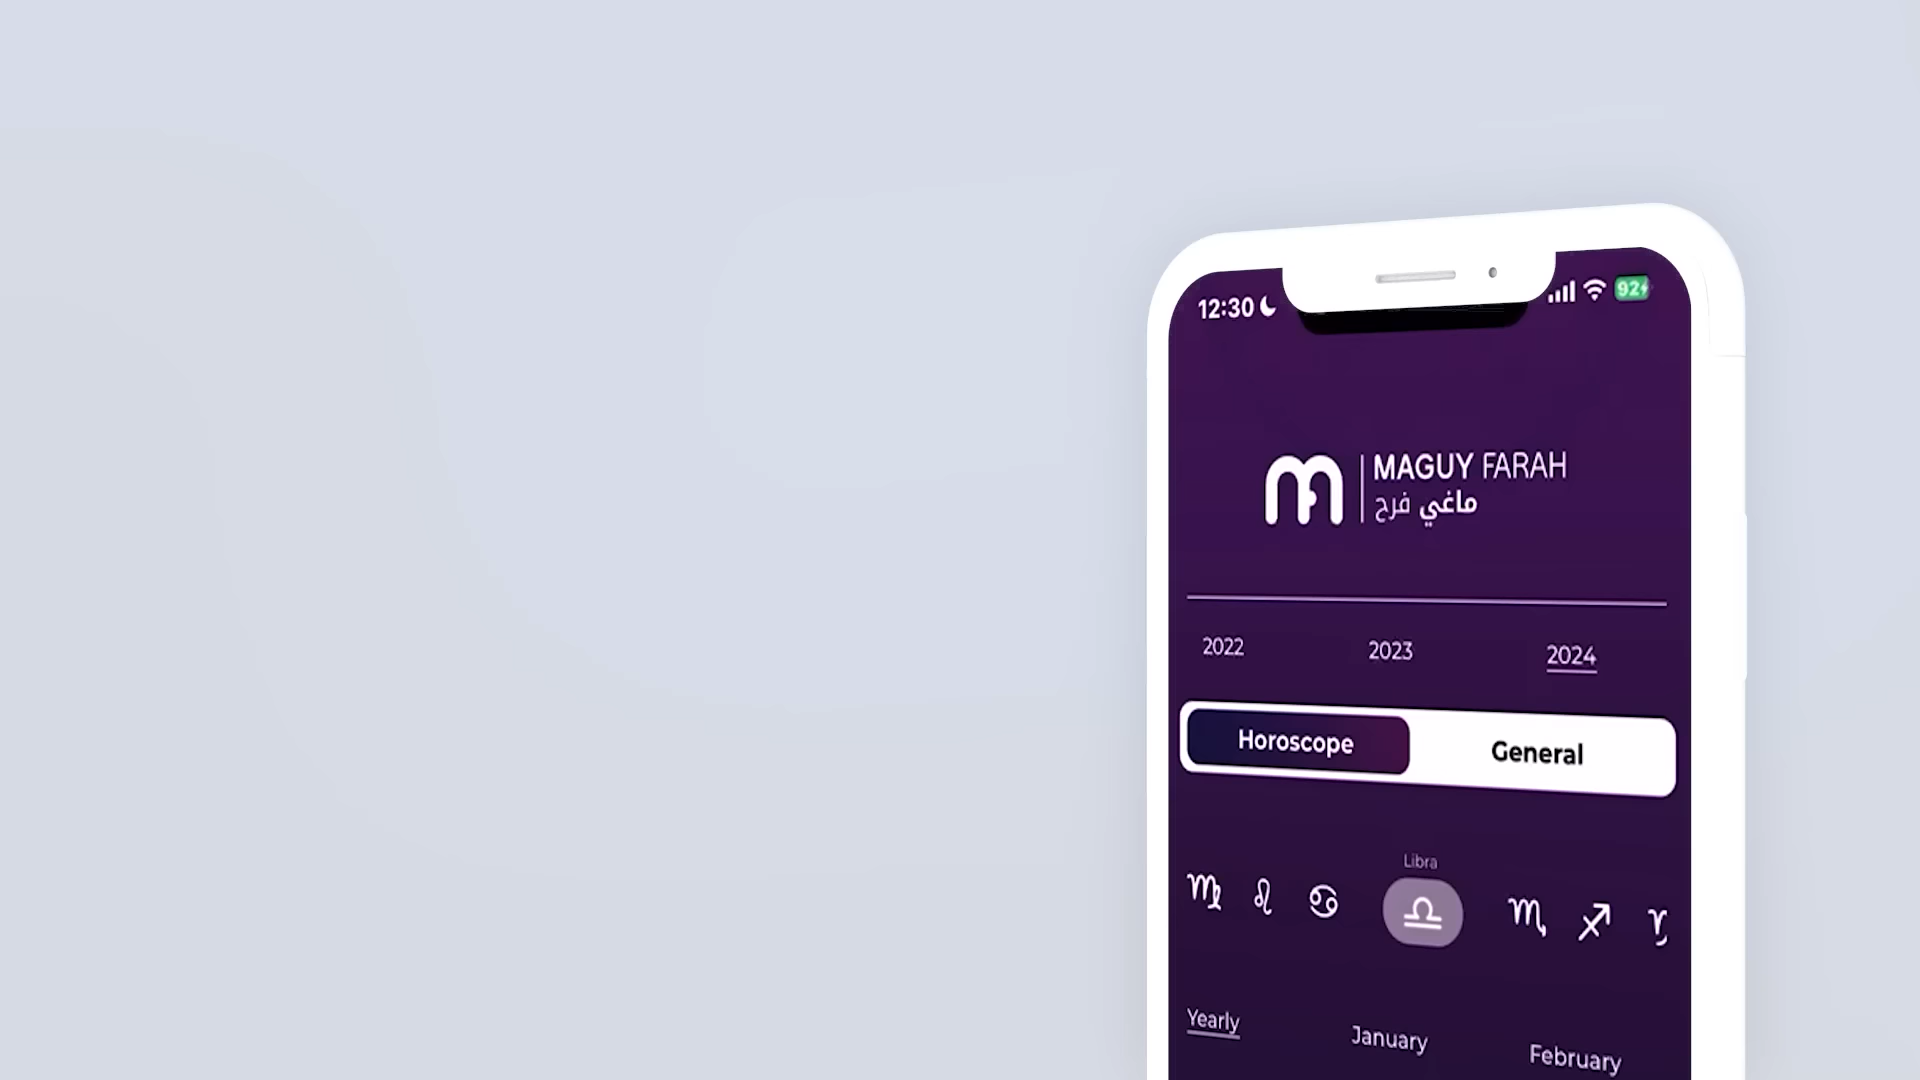 12:30
92
MAGUY FARAH
ماغي فرح
2022
2023
2024
Horoscope
General
Libra
Yearly
January
February